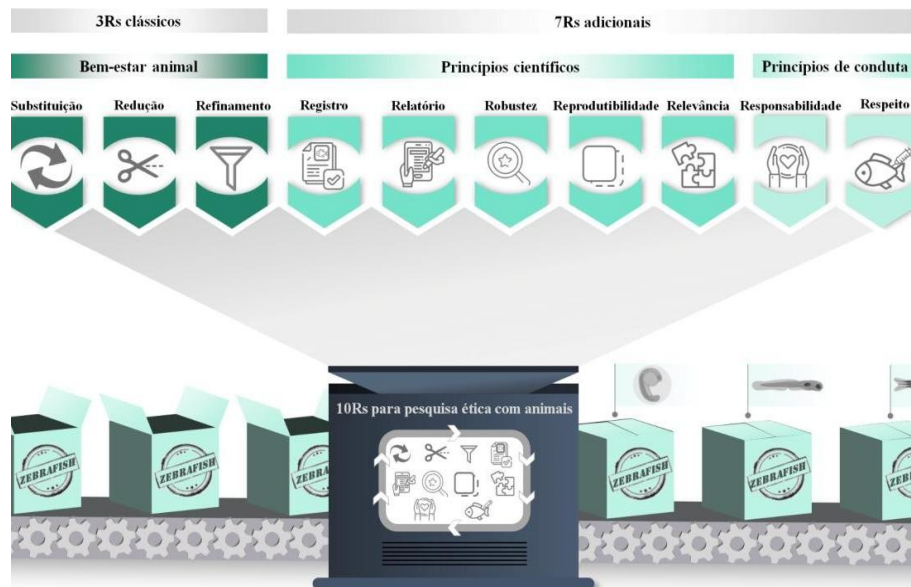 3Rs clássicos
7Rs adicionais
Bem-estar animal
Princípios científicos
Princípios de conduta
Substituição
Redução
Refinamento
Registro
Relatório
Robustez
Reprodutibilidade
Relevância
Responsabilidade
Respeito
10Rs para pesquisa ética com animais
ZEBRAFISH
ZEBRAFISH
ZEBRAFISH
ZEBRAFISH
ZEBRAFISH
ZEBRAFISH